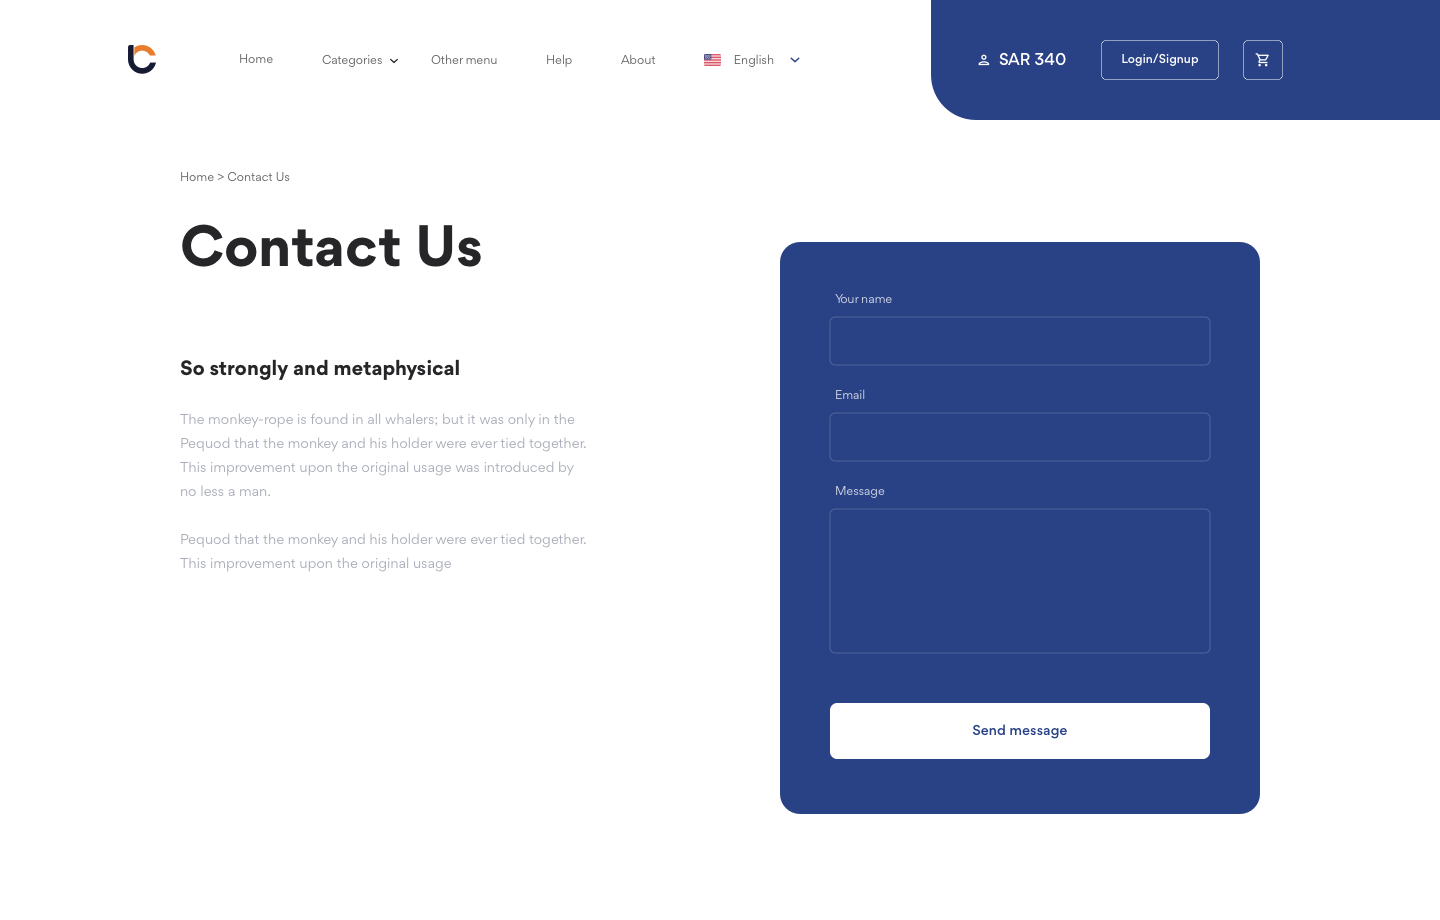 Home
Categories
Other menu
Help
About
English
SAR 340
Login/Signup
Home > Contact Us
Contact Us
So strongly and metaphysical
The monkey-rope is found in all whalers; but it was only in the
Pequod that the monkey and his holder were ever tied together.
This improvement upon the original usage was introduced by
no less a man.
Pequod that the monkey and his holder were ever tied together.
This improvement upon the original usage
Your name
Email
Message
Send message